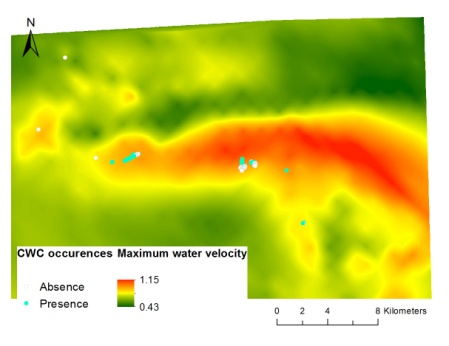 N
CWC occurences Maximum water velocity
Absence
Presence
1.15
0.43
0 2 4 8 Kilometers